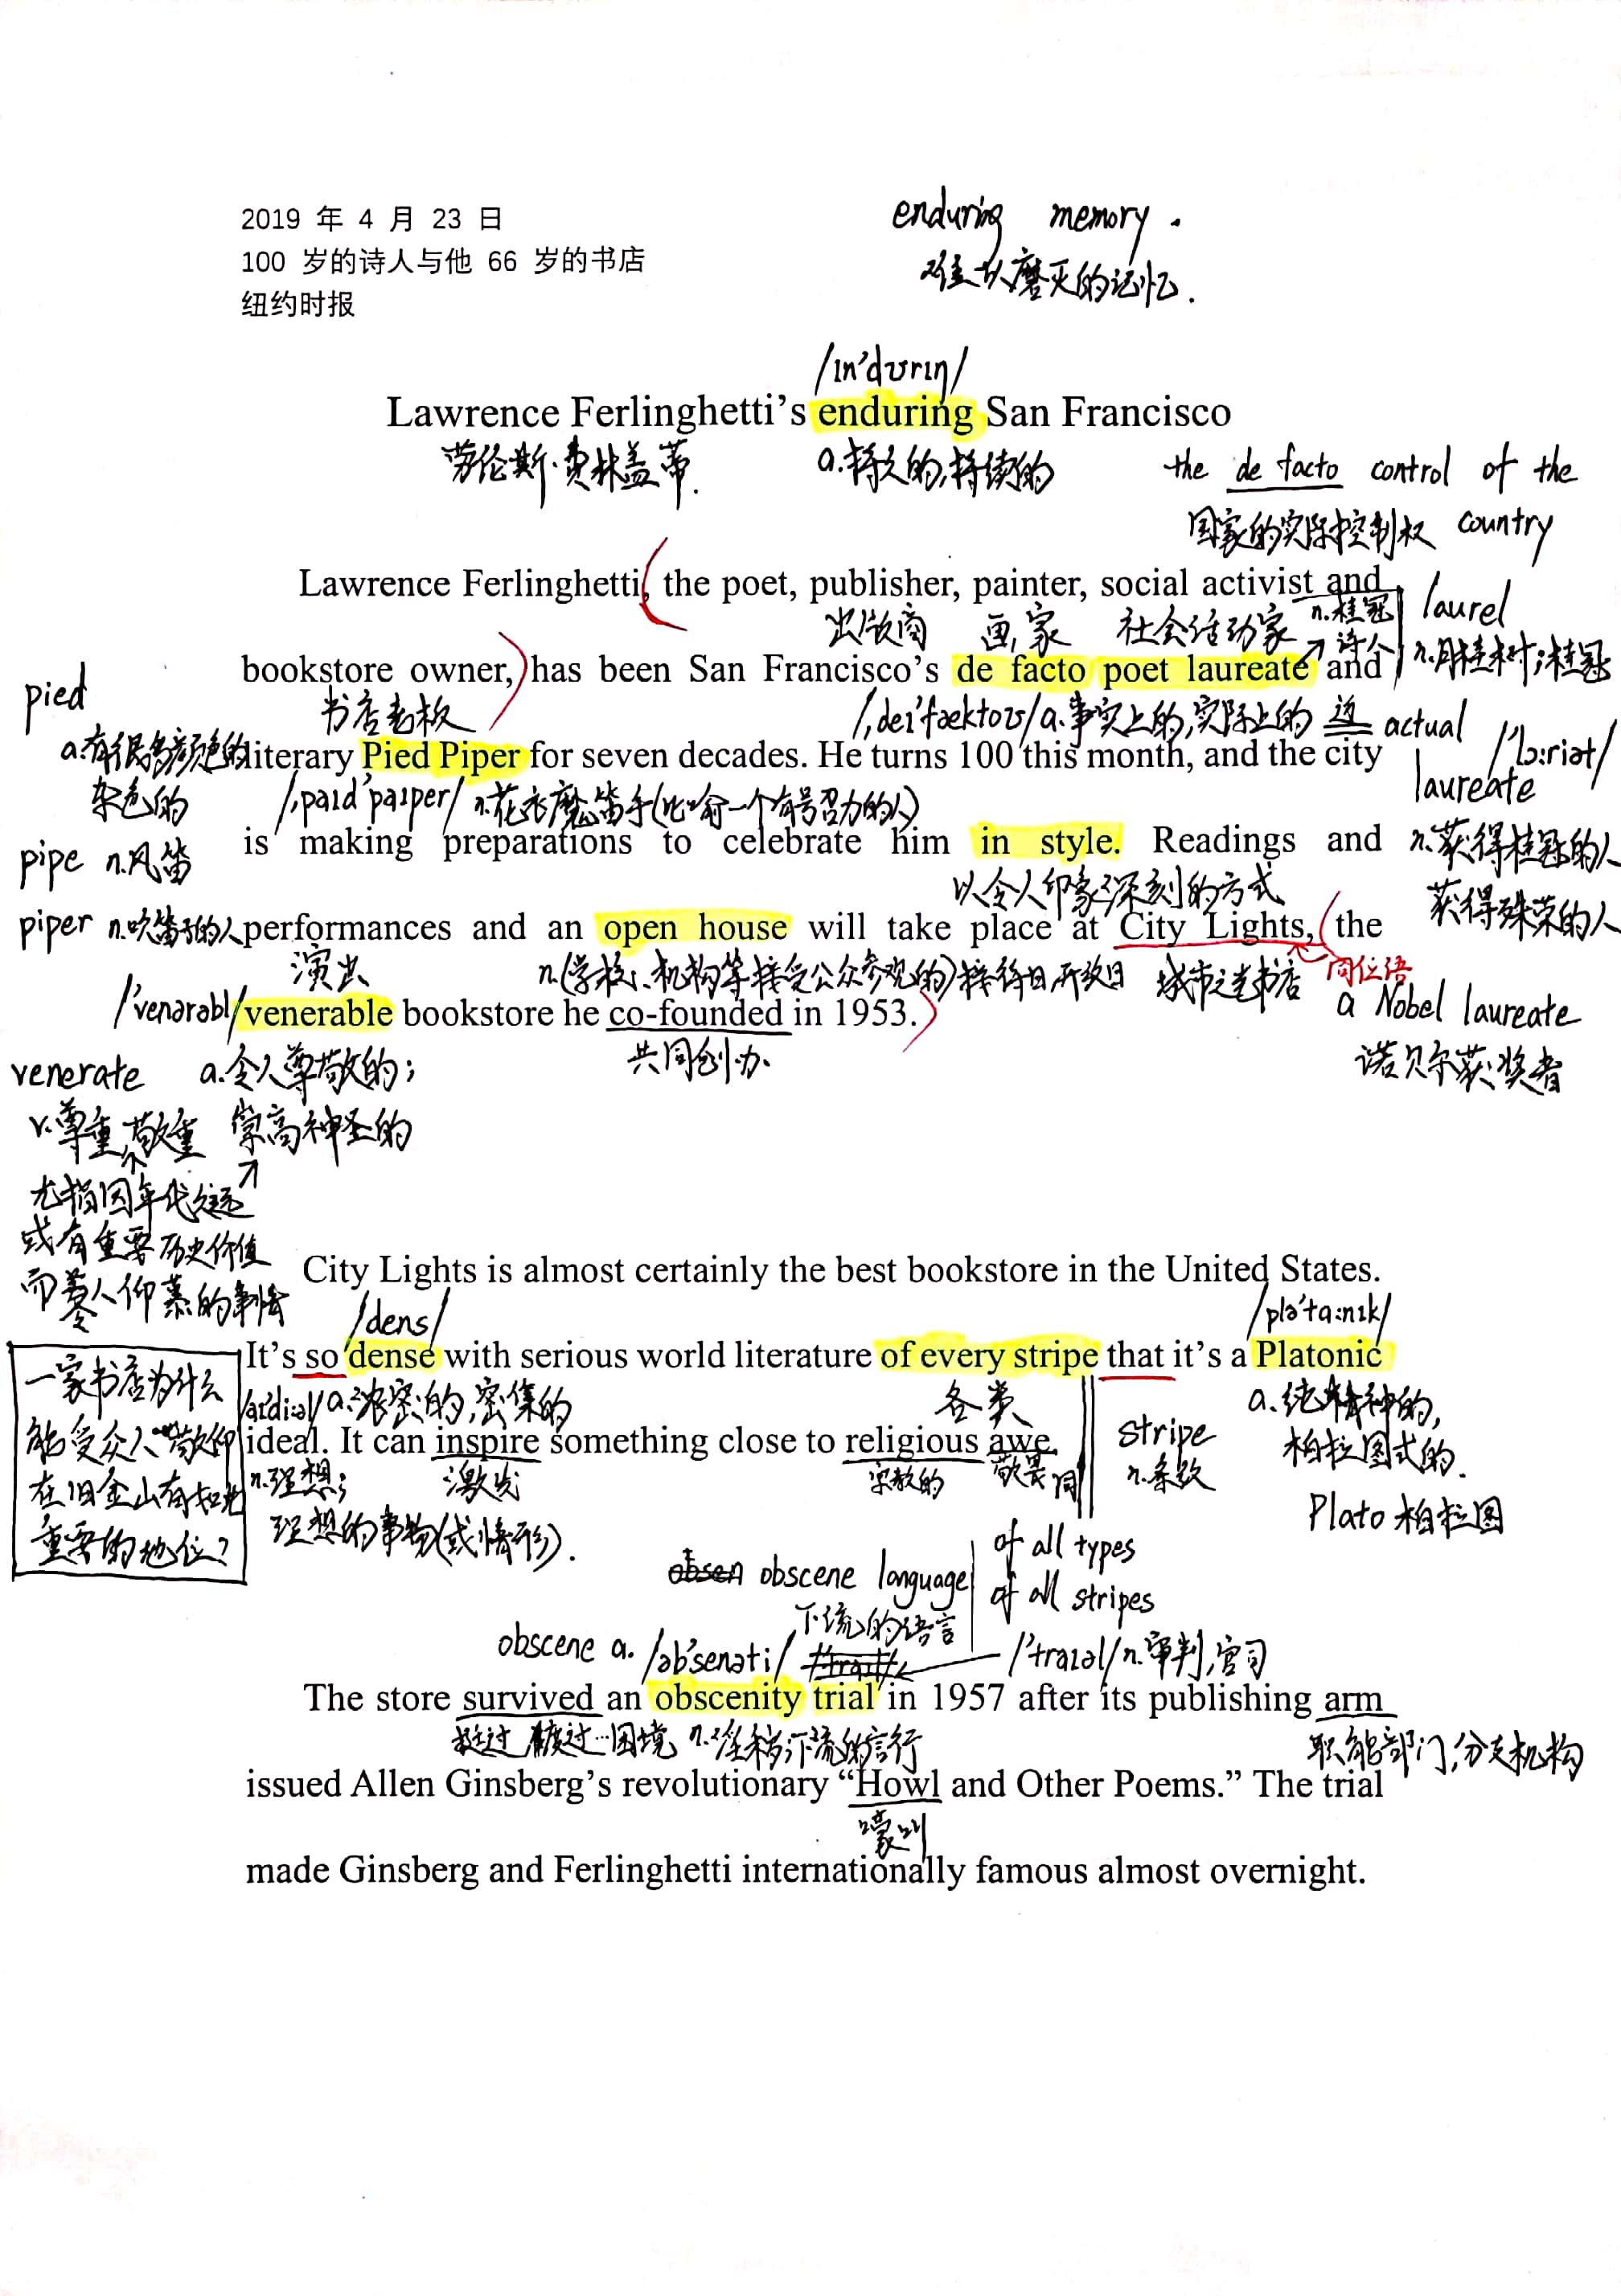 2019 年 4 月 23 日
100 岁的诗人与他 66 岁的书店
纽约时报
enduring memory.
难以磨灭的记忆.
/ɪn'dʊrɪŋ/
Lawrence Ferlinghetti's enduring San Francisco
劳伦斯·费林盖蒂.
a.持久的,持续的
the de facto control of the
国家的实际控制权 country
Lawrence Ferlinghetti, the poet, publisher, painter, social activist and
出版商 画家 社会活动家 n.桂冠
诗人
laurel
n.月桂树;桂冠
bookstore owner, has been San Francisco's de facto poet laureate and
pied
书店老板
/ˌdeɪ'fæktoʊ/ a.事实上的,实际上的 actual
a.有很多颜色的
杂色的
literary Pied Piper for seven decades. He turns 100 this month, and the city
/'lɔ:riət/
laureate
/ˌpaɪd'paɪper/ n.花衣魔笛手(比喻一个有号召力的人)
pipe n.风笛
is making preparations to celebrate him in style. Readings and
n.获得桂冠的人
以令人印象深刻的方式
获得殊荣的人
piper n.吹笛子的人
performances and an open house will take place at City Lights, the
演出
n.(学校、机构等接受公众参观的)接待日,开放日
城市之光书店
同位语
/'venərəbl/
venerable bookstore he co-founded in 1953.
a Nobel laureate
诺贝尔获奖者
venerate a.令人尊敬的;
共同创办
v.尊重,敬重 崇高神圣的
尤指因年代久远
或有重要历史价值
而令人仰慕的事情
City Lights is almost certainly the best bookstore in the United States.
/dens/
/plə'tɑ:nɪk/
It's so dense with serious world literature of every stripe that it's a Platonic
一家书店为什么
能受众人敬仰
在旧金山有如此
重要的地位?
/aɪ'di:əl/ a.浓密的,密集的
各类
a.纯精神的,
柏拉图式的.
Plato 柏拉图
ideal. It can inspire something close to religious awe.
stripe
n.条纹
n.理想;
理想的事物(或情形).
激发
宗教的
敬畏
of all types
of all stripes
obscene language
下流的语言
obscene a. /əb'senəti/
/'traɪəl/ n.审判,官司
The store survived an obscenity trial in 1957 after its publishing arm
挺过,度过…困境
n.淫秽,下流的言行
职能部门,分支机构
issued Allen Ginsberg's revolutionary “Howl and Other Poems.” The trial
嚎叫
made Ginsberg and Ferlinghetti internationally famous almost overnight.